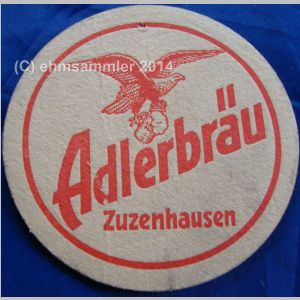 (C) ehmsammler 2014
Adlerbräu
Zuzenhausen